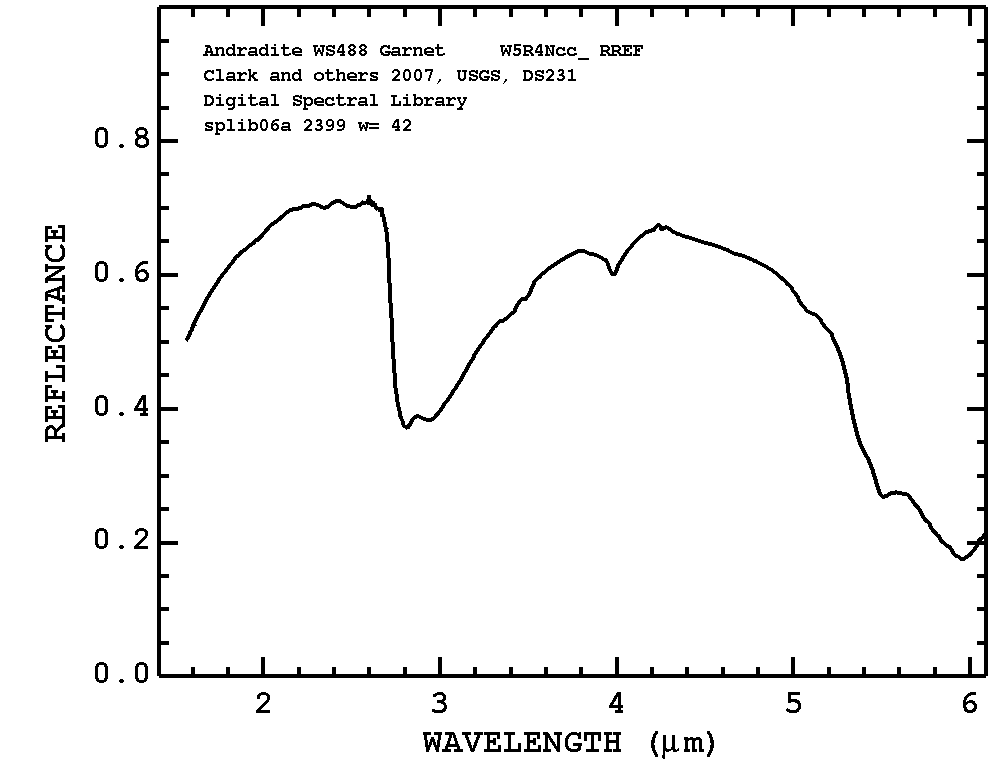 Andradite WS488 Garnet W5R4Ncc_ RREF
Clark and others 2007, USGS, DS231
Digital Spectral Library
splib06a 2399 w= 42
0.8
0.6
0.4
0.2
0.0
REFLECTANCE
2 3 4 5 6
WAVELENGTH (μm)